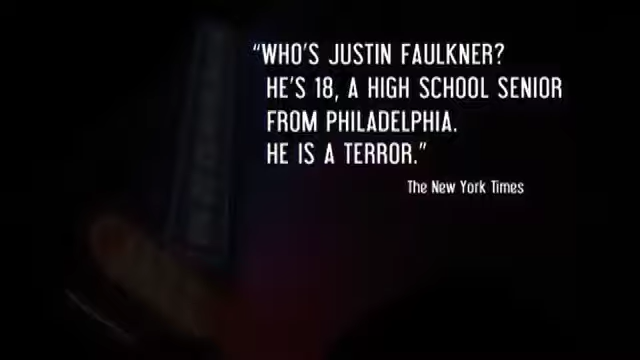 “WHO’S JUSTIN FAULKNER?
HE’S 18, A HIGH SCHOOL SENIOR
FROM PHILADELPHIA.
HE IS A TERROR.”
The New York Times